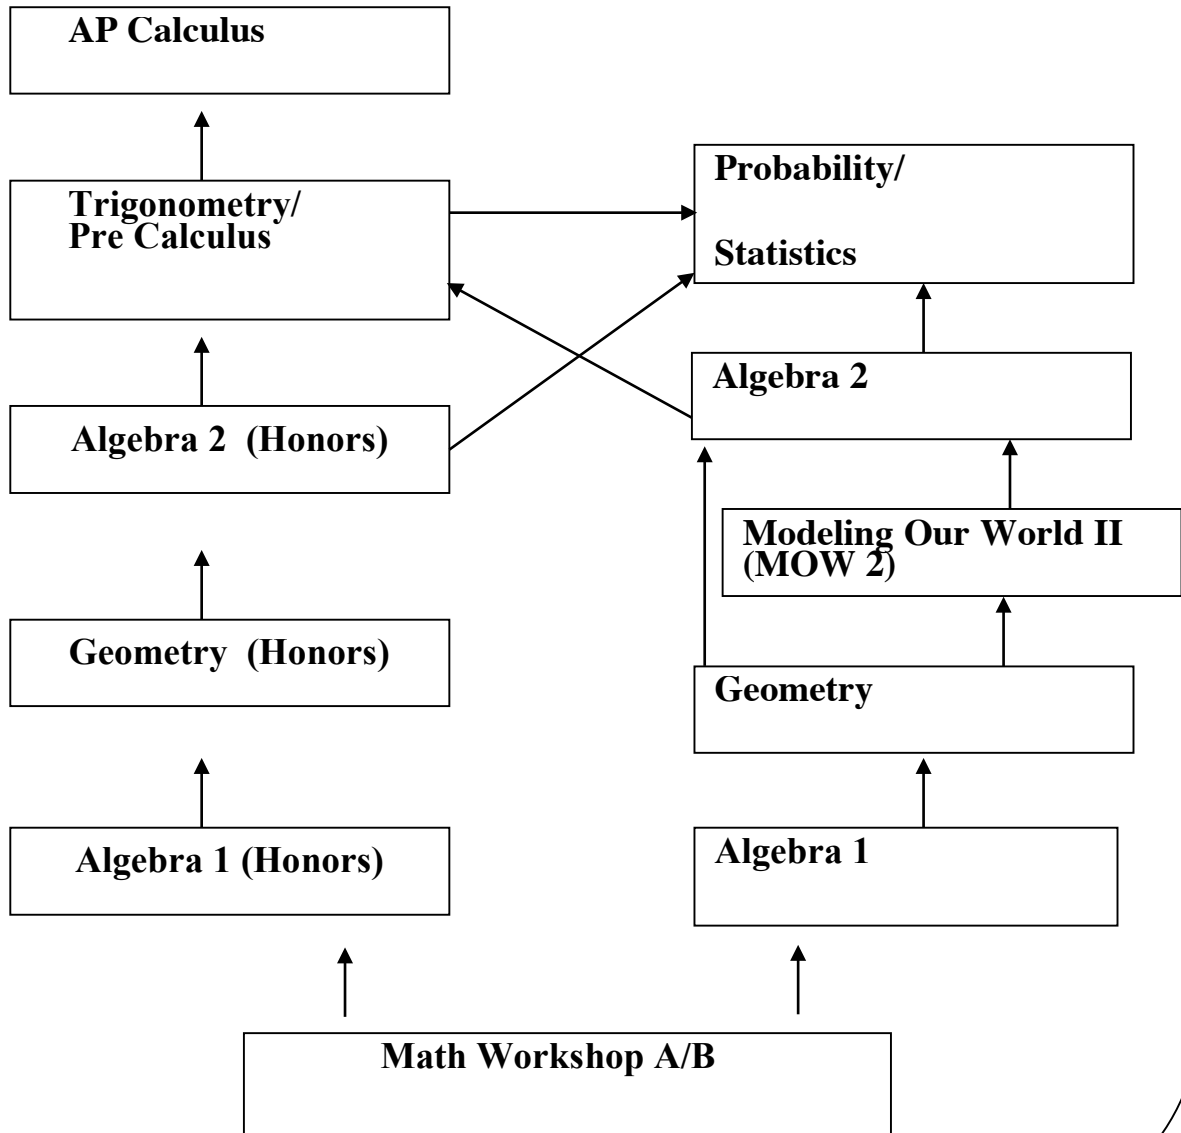 AP Calculus
Trigonometry/
Pre Calculus
Probability/
Statistics
Algebra 2
Algebra 2 (Honors)
Modeling Our World II
(MOW 2)
Geometry (Honors)
Geometry
Algebra 1 (Honors)
Algebra 1
Math Workshop A/B